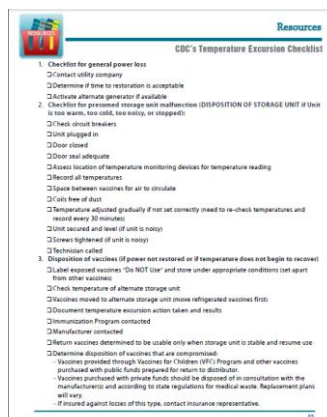 RESOURCES
Resources
CDC's Temperature Excursion Checklist
1. Checklist for general power loss
❑ Contact utility company
❑ Determine if time to restoration is acceptable
❑ Activate alternate generator if available
2. Checklist for presumed storage unit malfunction (DISPOSITION OF STORAGE UNIT if Unit
is too warm, too cold, too noisy, or stopped):
❑ Check circuit breakers
❑ Unit plugged in
❑ Door closed
❑ Door seal adequate
❑ Assess location of temperature monitoring devices for temperature reading
❑ Record all temperatures
❑ Space between vaccines for air to circulate
❑ Coils free of dust
❑ Temperature adjusted gradually if not set correctly (need to re-check temperatures and
record every 30 minutes)
❑ Unit secured and level (if unit is noisy)
❑ Screws tightened (if unit is noisy)
❑ Technician called
3. Disposition of vaccines (if power not restored or if temperature does not begin to recover)
❑ Label exposed vaccines "Do NOT Use" and store under appropriate conditions (set apart
from other vaccines)
❑ Check temperature of alternate storage unit
❑ Vaccines moved to alternate storage unit (move refrigerated vaccines first)
❑ Document temperature excursion action taken and results
❑ Immunization Program contacted
❑ Manufacturer contacted
❑ Return vaccines determined to be usable only when storage unit is stable and resume use
❑ Determine disposition of vaccines that are compromised:
- Vaccines provided through Vaccines for Children (VFC) Program and other vaccines
purchased with public funds prepared for return to distributor.
- Vaccines purchased with private funds should be disposed of in consultation with the
manufacturer(s) and according to state regulations for medical waste. Replacement plans
will vary.
- If insured against losses of this type, contact insurance representative.